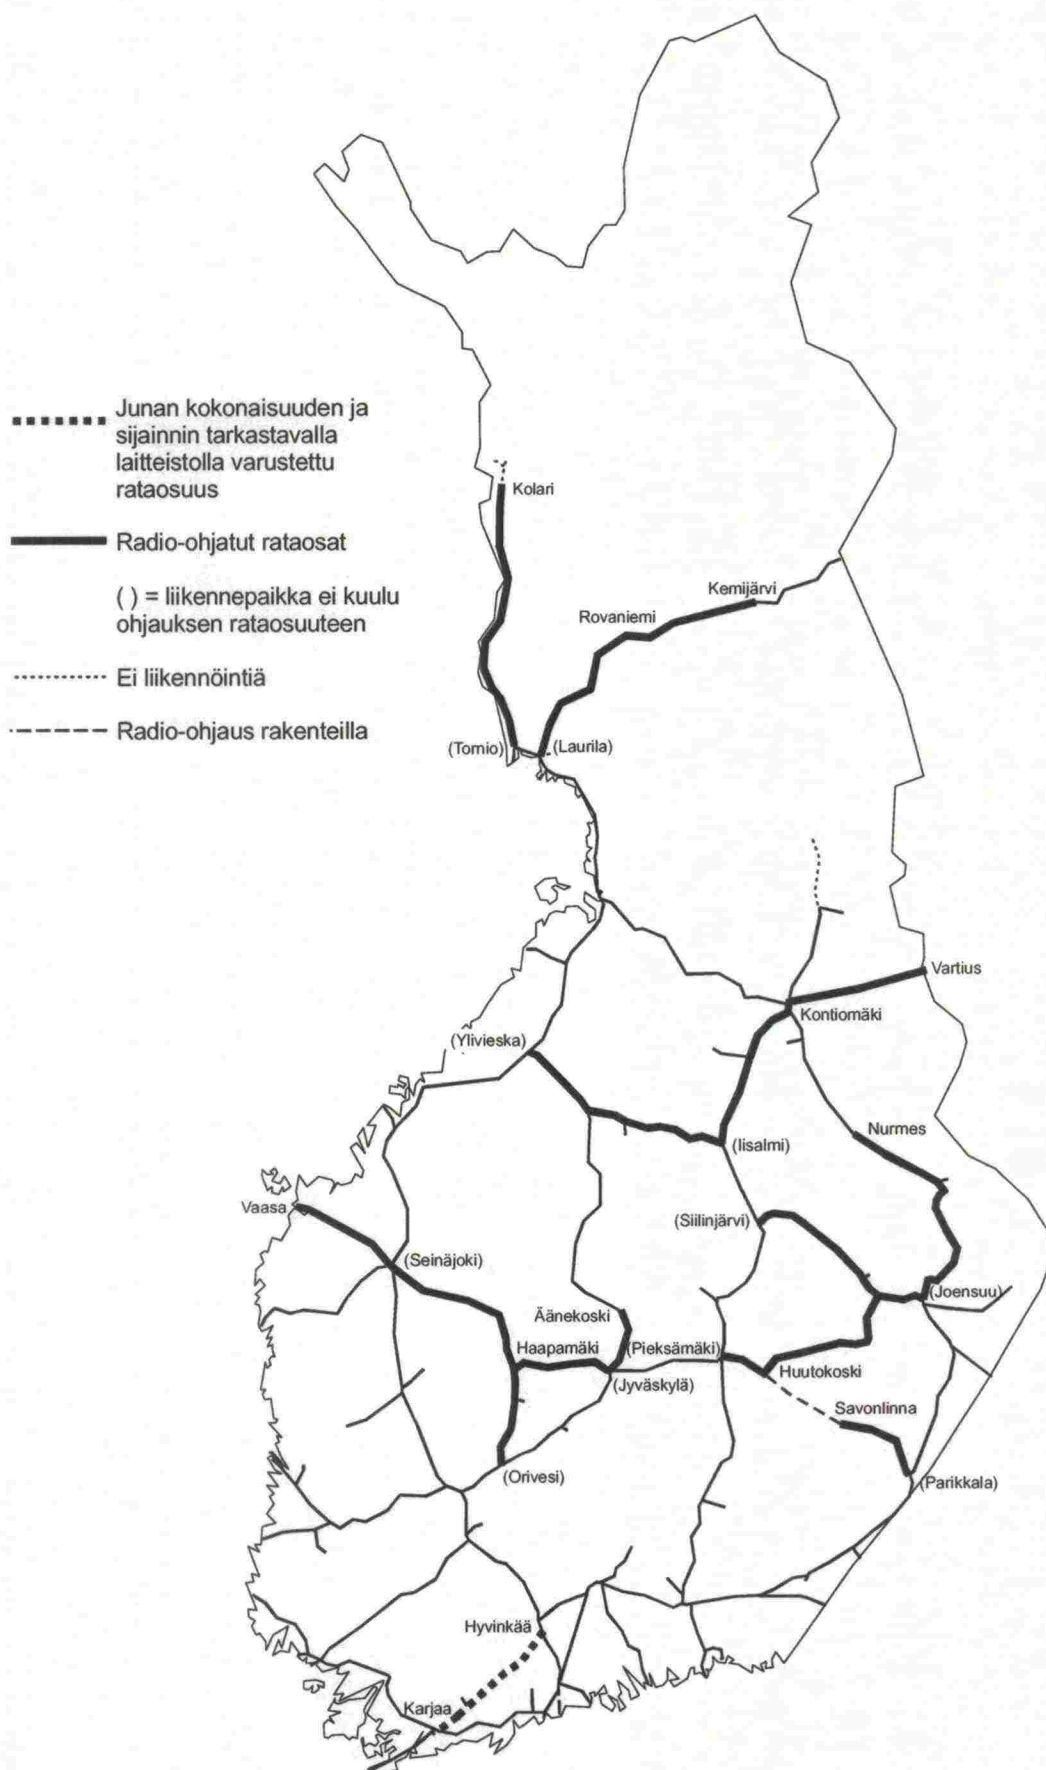 Junan kokonaisuuden ja
sijainnin tarkastavalla
laitteistolla varustettu
rataosuus
Radio-ohjatut rataosat
( ) = liikennepaikka ei kuulu
ohjauksen rataosuuteen
Ei liikennöintiä
Radio-ohjaus rakenteilla
Kolari
Kemijärvi
Rovaniemi
(Tornio)
(Laurila)
Vartius
Kontiomäki
(Ylivieska)
Nurmes
(Iisalmi)
Vaasa
(Siilinjärvi)
(Seinäjoki)
(Joensuu)
Äänekoski
Haapamäki
(Pieksämäki)
Huutokoski
(Jyväskylä)
Savonlinna
(Orivesi)
(Parikkala)
Hyvinkää
Karjaa